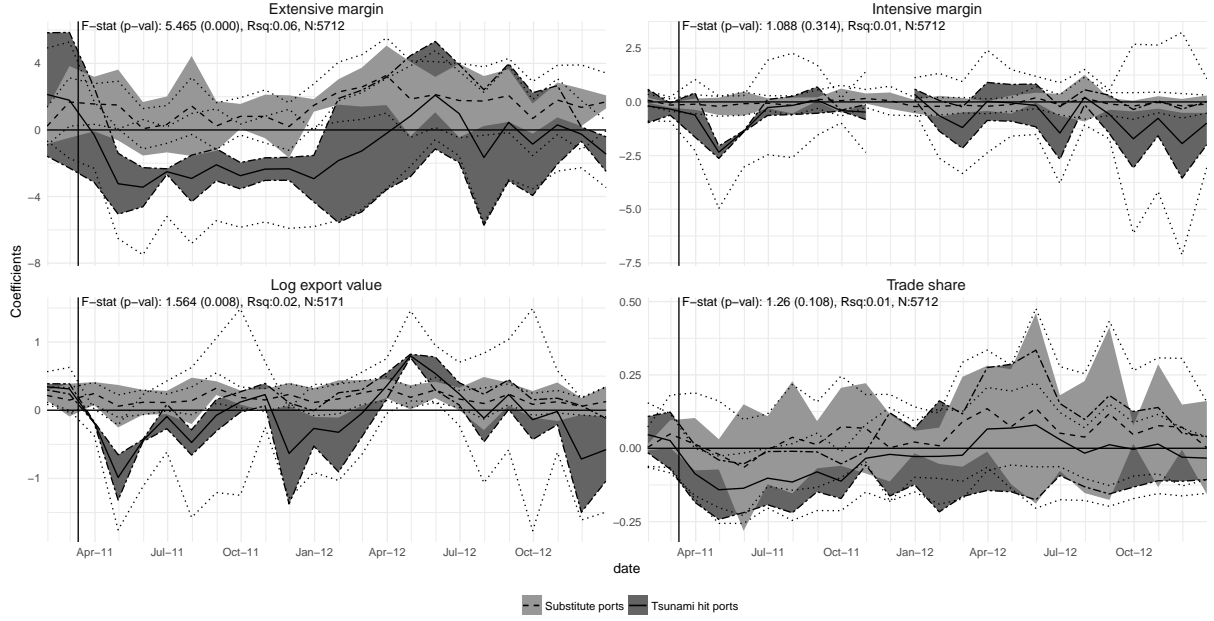 Extensive margin
F−stat (p−val): 5.465 (0.000), Rsq:0.06, N:5712
4
0
−4
−8
Intensive margin
F−stat (p−val): 1.088 (0.314), Rsq:0.01, N:5712
2.5
0.0
−2.5
−5.0
−7.5
Coefficients
Log export value
F−stat (p−val): 1.564 (0.008), Rsq:0.02, N:5171
1
0
−1
Apr−11 Jul−11 Oct−11 Jan−12 Apr−12 Jul−12 Oct−12
Trade share
F−stat (p−val): 1.26 (0.108), Rsq:0.01, N:5712
0.50
0.25
0.00
−0.25
Apr−11 Jul−11 Oct−11 Jan−12 Apr−12 Jul−12 Oct−12
date
Substitute ports Tsunami hit ports